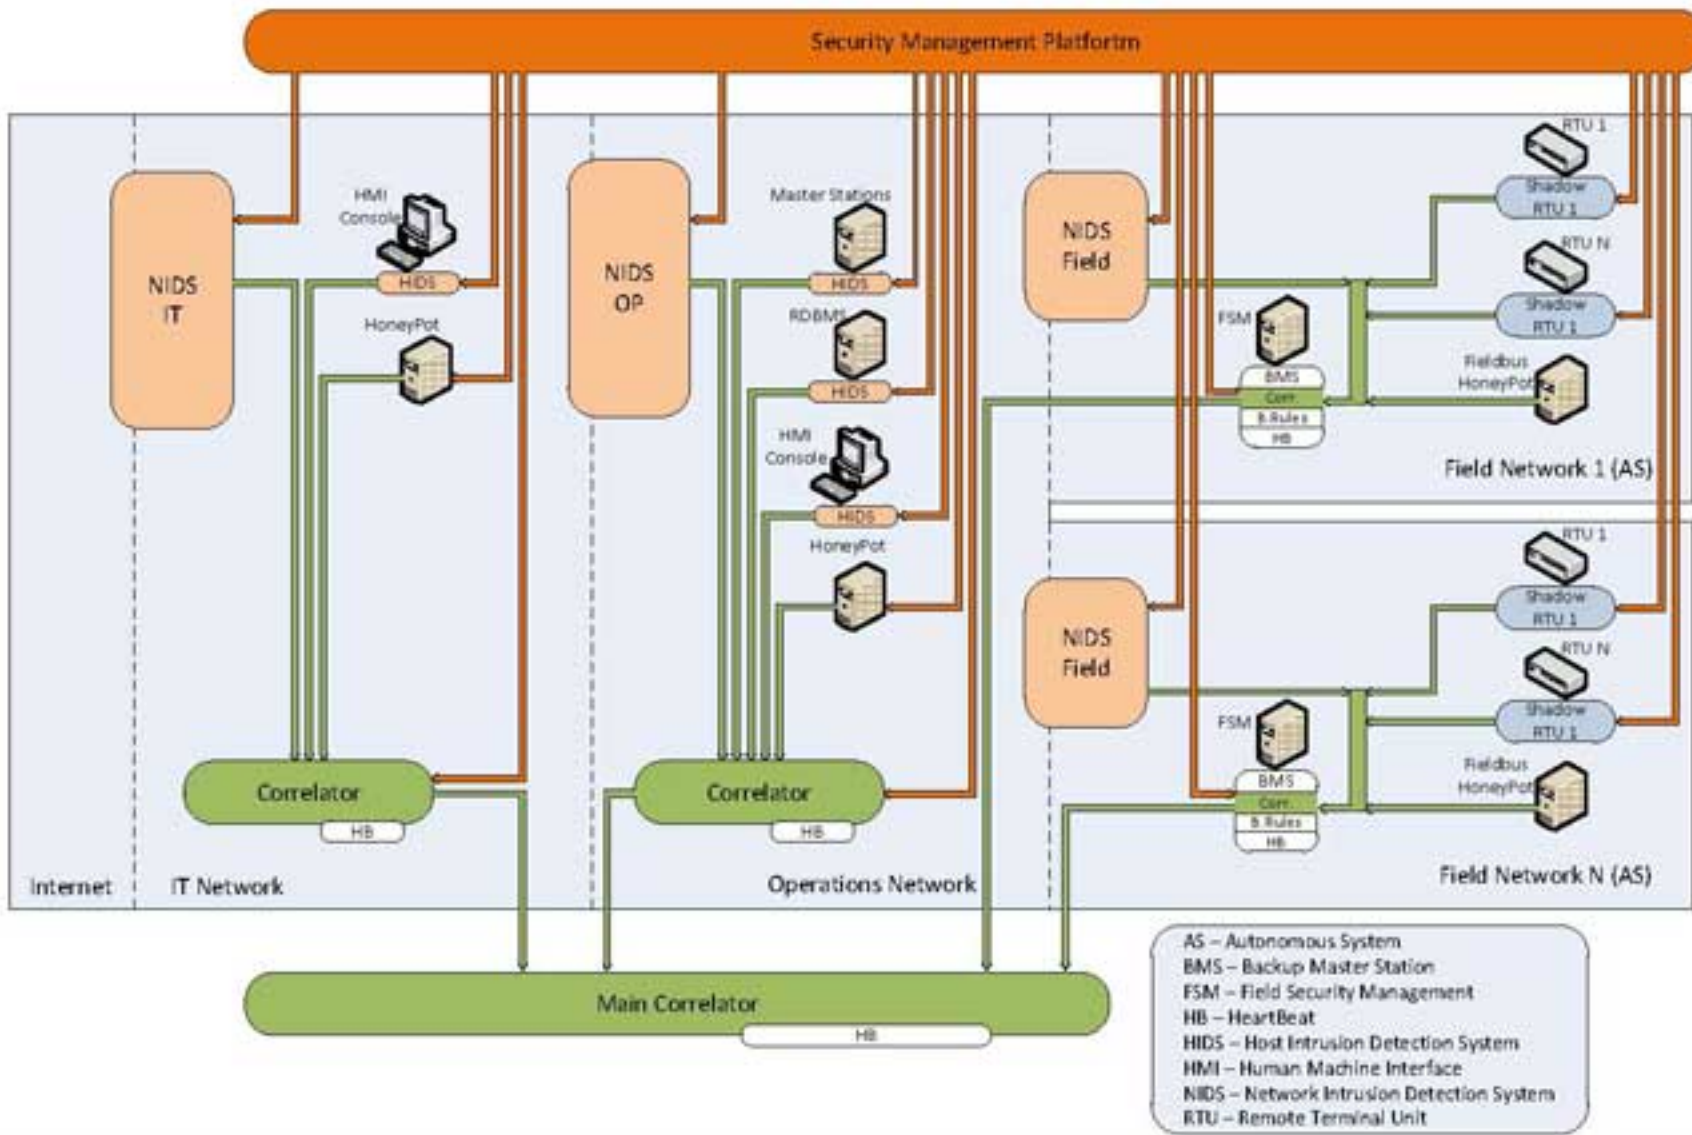 Security Management Platfortm
NIDS
IT
HMI
Console
HIDS
HoneyPot
Correlator
HB
Internet
IT Network
NIDS
OP
Master Stations
HIDS
RDBMS
HIDS
HMI
Console
HIDS
HoneyPot
Correlator
HB
Operations Network
NIDS
Field
FSM
BMS
Corr.
B.Rules
HB
RTU 1
Shadow
RTU 1
RTU N
Shadow
RTU 1
Fieldbus
HoneyPot
Field Network 1 (AS)
NIDS
Field
FSM
BMS
Corr.
B.Rules
HB
RTU 1
Shadow
RTU 1
RTU N
Shadow
RTU 1
Fieldbus
HoneyPot
Field Network N (AS)
Main Correlator
HB
AS – Autonomous System
BMS – Backup Master Station
FSM – Field Security Management
HB – HeartBeat
HIDS – Host Intrusion Detection System
HMI – Human Machine Interface
NIDS – Network Intrusion Detection System
RTU – Remote Terminal Unit